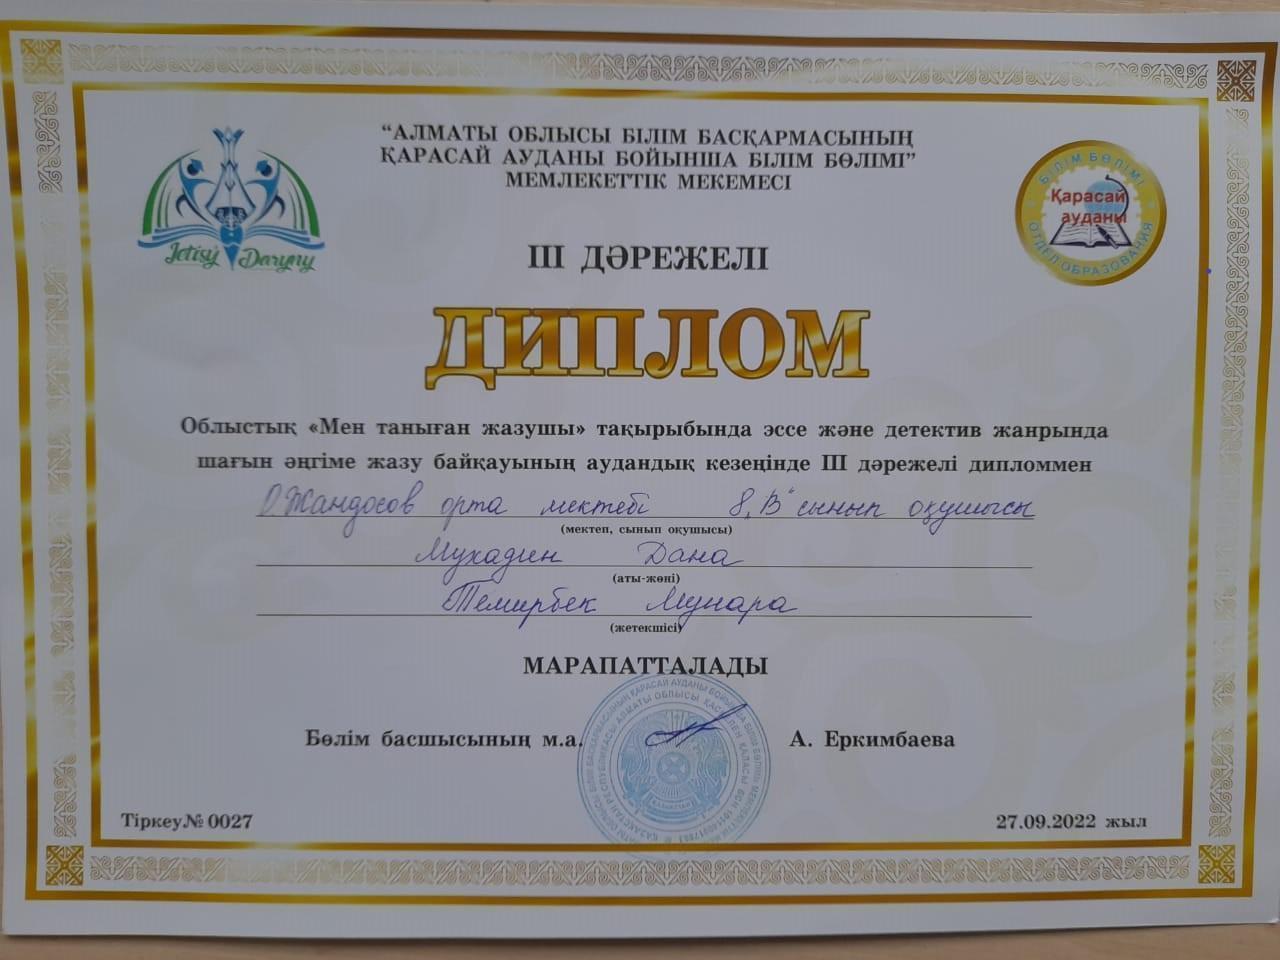 “АЛМАТЫ ОБЛЫСЫ БІЛІМ БАСҚАРМАСЫНЫҢ
ҚАРАСАЙ АУДАНЫ БОЙЫНША БІЛІМ БӨЛІМІ”
МЕМЛЕКЕТТІК МЕКЕМЕСІ
Jetisý Daryny
БІЛІМ БӨЛІМІ
Қарасай
ауданы
ОТДЕЛ ОБРАЗОВАНИЯ
III ДӘРЕЖЕЛІ
ДИПЛОМ
Облыстық «Мен таныған жазушы» тақырыбында эссе және детектив жанрында
шағын әңгіме жазу байқауының аудандық кезеңінде III дәрежелі дипломмен
О.Жандосов орта мектебі 8 „В“ сынып оқушысы
(мектеп, сынып оқушысы)
Мухадин Дана
(аты-жөні)
Темирбек Мунара
(жетекшісі)
МАРАПАТТАЛАДЫ
Бөлім басшысының м.а. А. Еркимбаева
Тіркеу№ 0027 27.09.2022 жыл